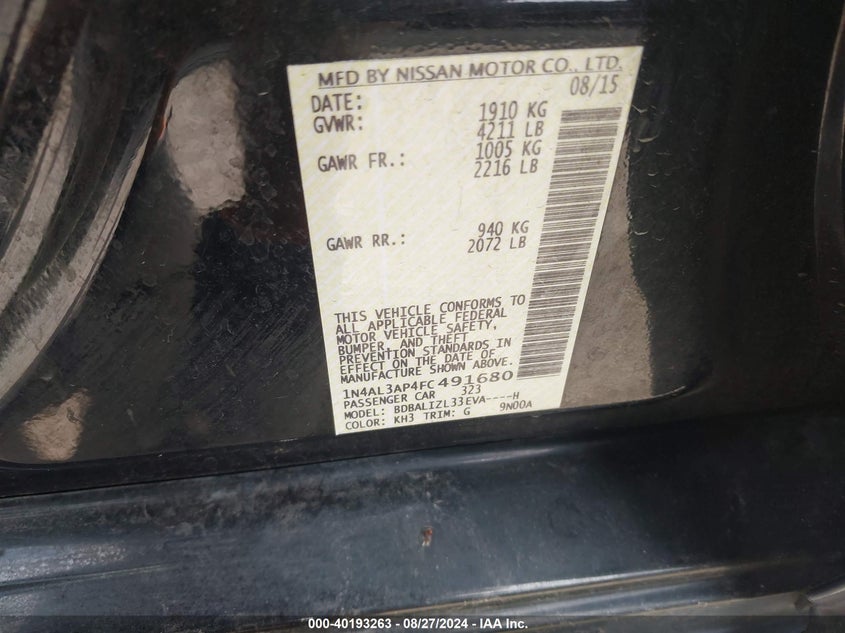 MFD BY NISSAN MOTOR CO., LTD.
DATE: 08/15
GVWR: 1910 KG
4211 LB
GAWR FR.: 1005 KG
2216 LB
GAWR RR.: 940 KG
2072 LB
THIS VEHICLE CONFORMS TO
ALL APPLICABLE FEDERAL
MOTOR VEHICLE SAFETY,
BUMPER, AND THEFT
PREVENTION STANDARDS IN
EFFECT ON THE DATE OF
MANUFACTURE SHOWN ABOVE.
1N4AL3AP4FC491680
PASSENGER CAR 323
MODEL: BDBALIZL33EVA----H
COLOR: KH3 TRIM: G 9N00A
000-40193263 - 08/27/2024 - IAA Inc.